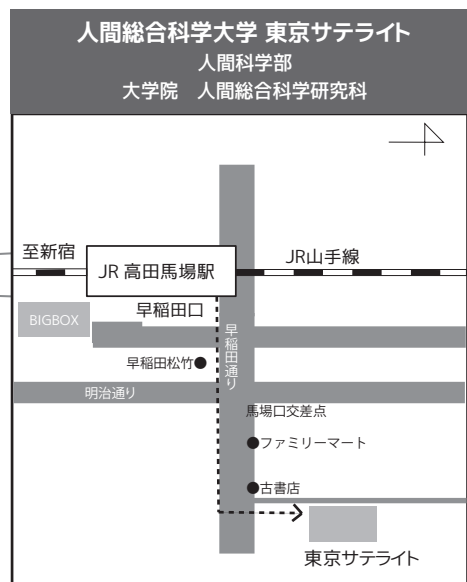 人間総合科学大学 東京サテライト
人間科学部
大学院　人間総合科学研究科
至新宿
JR 高田馬場駅
JR山手線
早稲田口
BIGBOX
早稲田通り
早稲田松竹
明治通り
馬場口交差点
ファミリーマート
古書店
東京サテライト